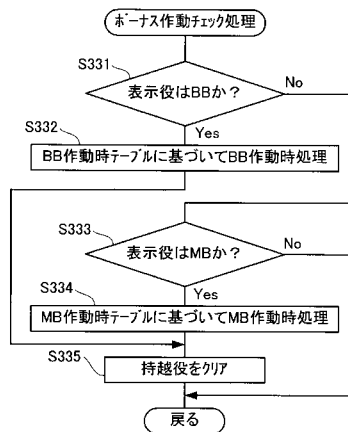 ボーナス作動チェック処理
S331
表示役はBBか？
No
Yes
S332
BB作動時テーブルに基づいてBB作動時処理
S333
表示役はMBか？
No
Yes
S334
MB作動時テーブルに基づいてMB作動時処理
S335
持越役をクリア
戻る